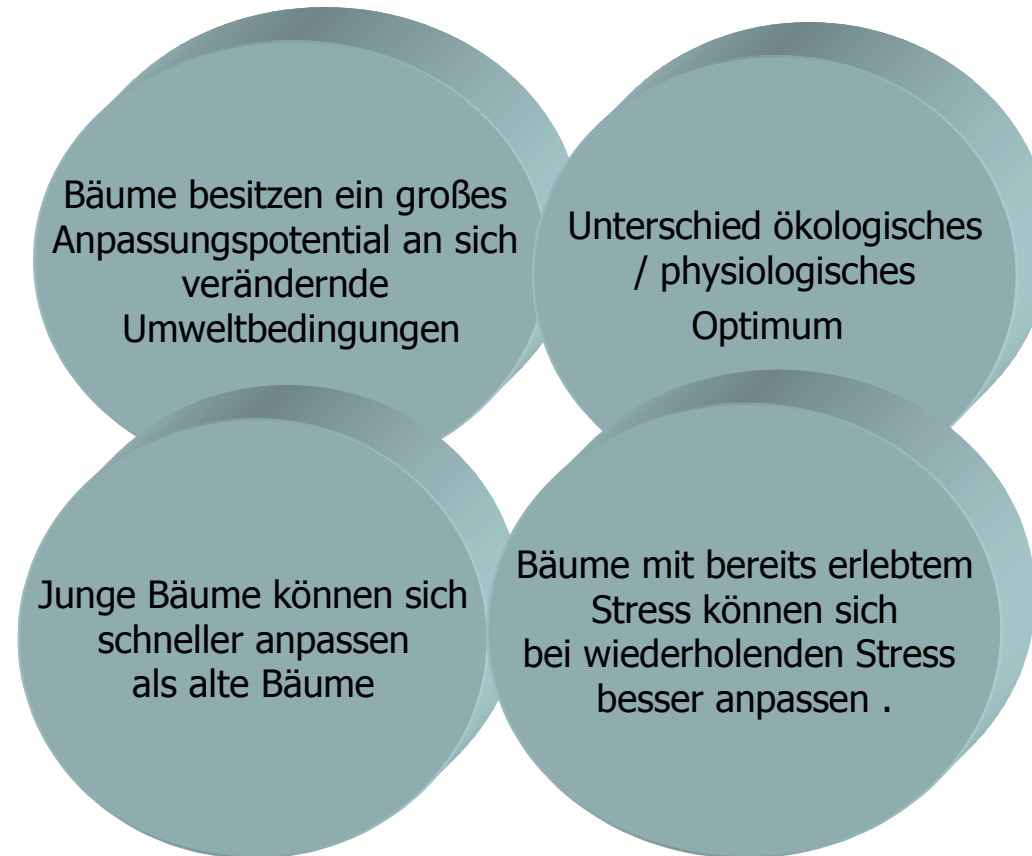 Bäume besitzen ein großes
Anpassungspotential an sich
verändernde
Umweltbedingungen
Unterschied ökologisches
/ physiologisches
Optimum
Junge Bäume können sich
schneller anpassen
als alte Bäume
Bäume mit bereits erlebtem
Stress können sich
bei wiederholenden Stress
besser anpassen .